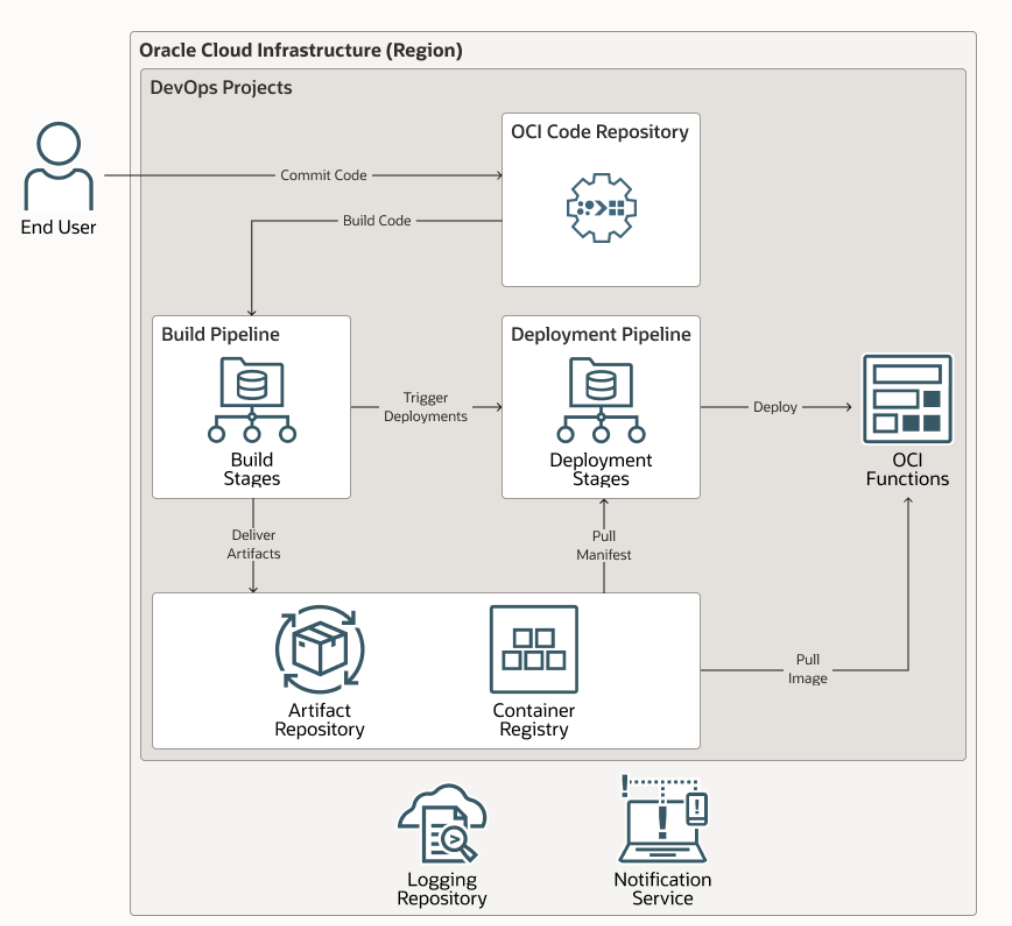 Oracle Cloud Infrastructure (Region)
DevOps Projects
OCI Code Repository
Commit Code
End User
Build Code
Build Pipeline
Build
Stages
Trigger
Deployments
Deployment Pipeline
Deployment
Stages
Deploy
OCI
Functions
Deliver
Artifacts
Pull
Manifest
Artifact
Repository
Container
Registry
Pull
Image
Logging
Repository
Notification
Service